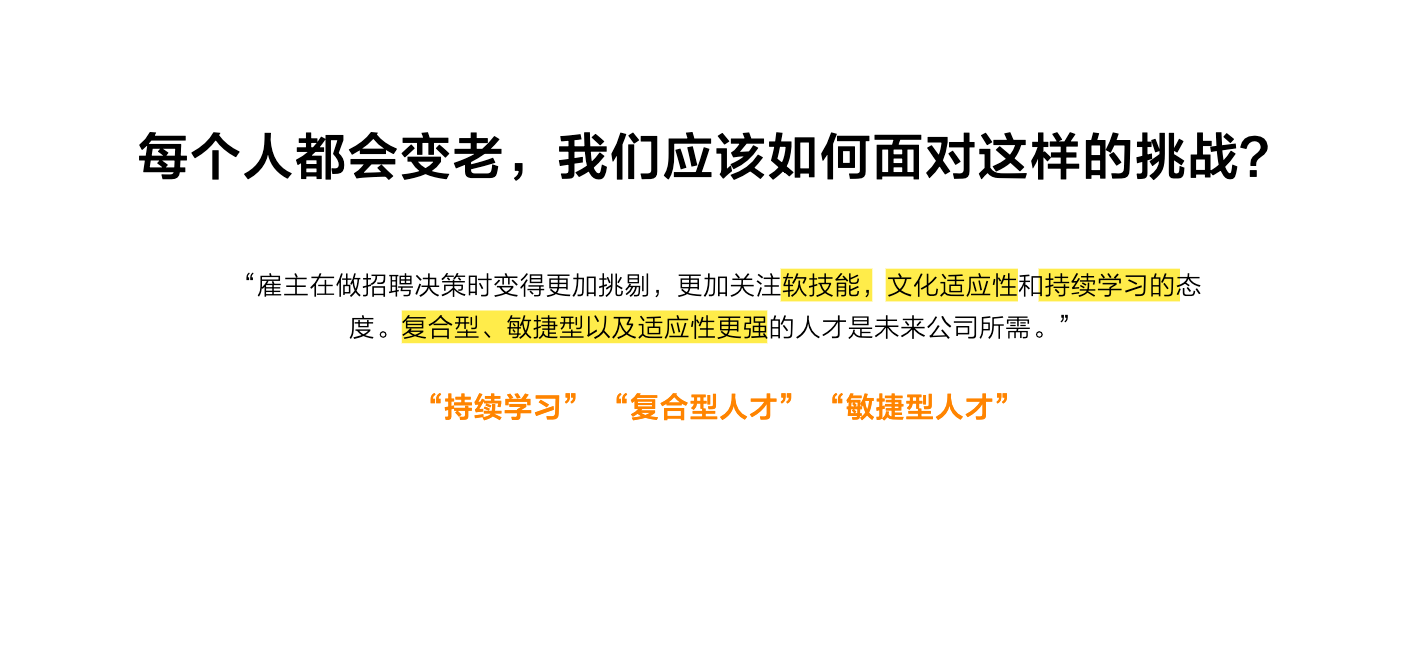 每个人都会变老，我们应该如何面对这样的挑战？
“雇主在做招聘决策时变得更加挑剔，更加关注软技能，文化适应性和持续学习的态
度。复合型、敏捷型以及适应性更强的人才是未来公司所需。”
“持续学习” “复合型人才” “敏捷型人才”